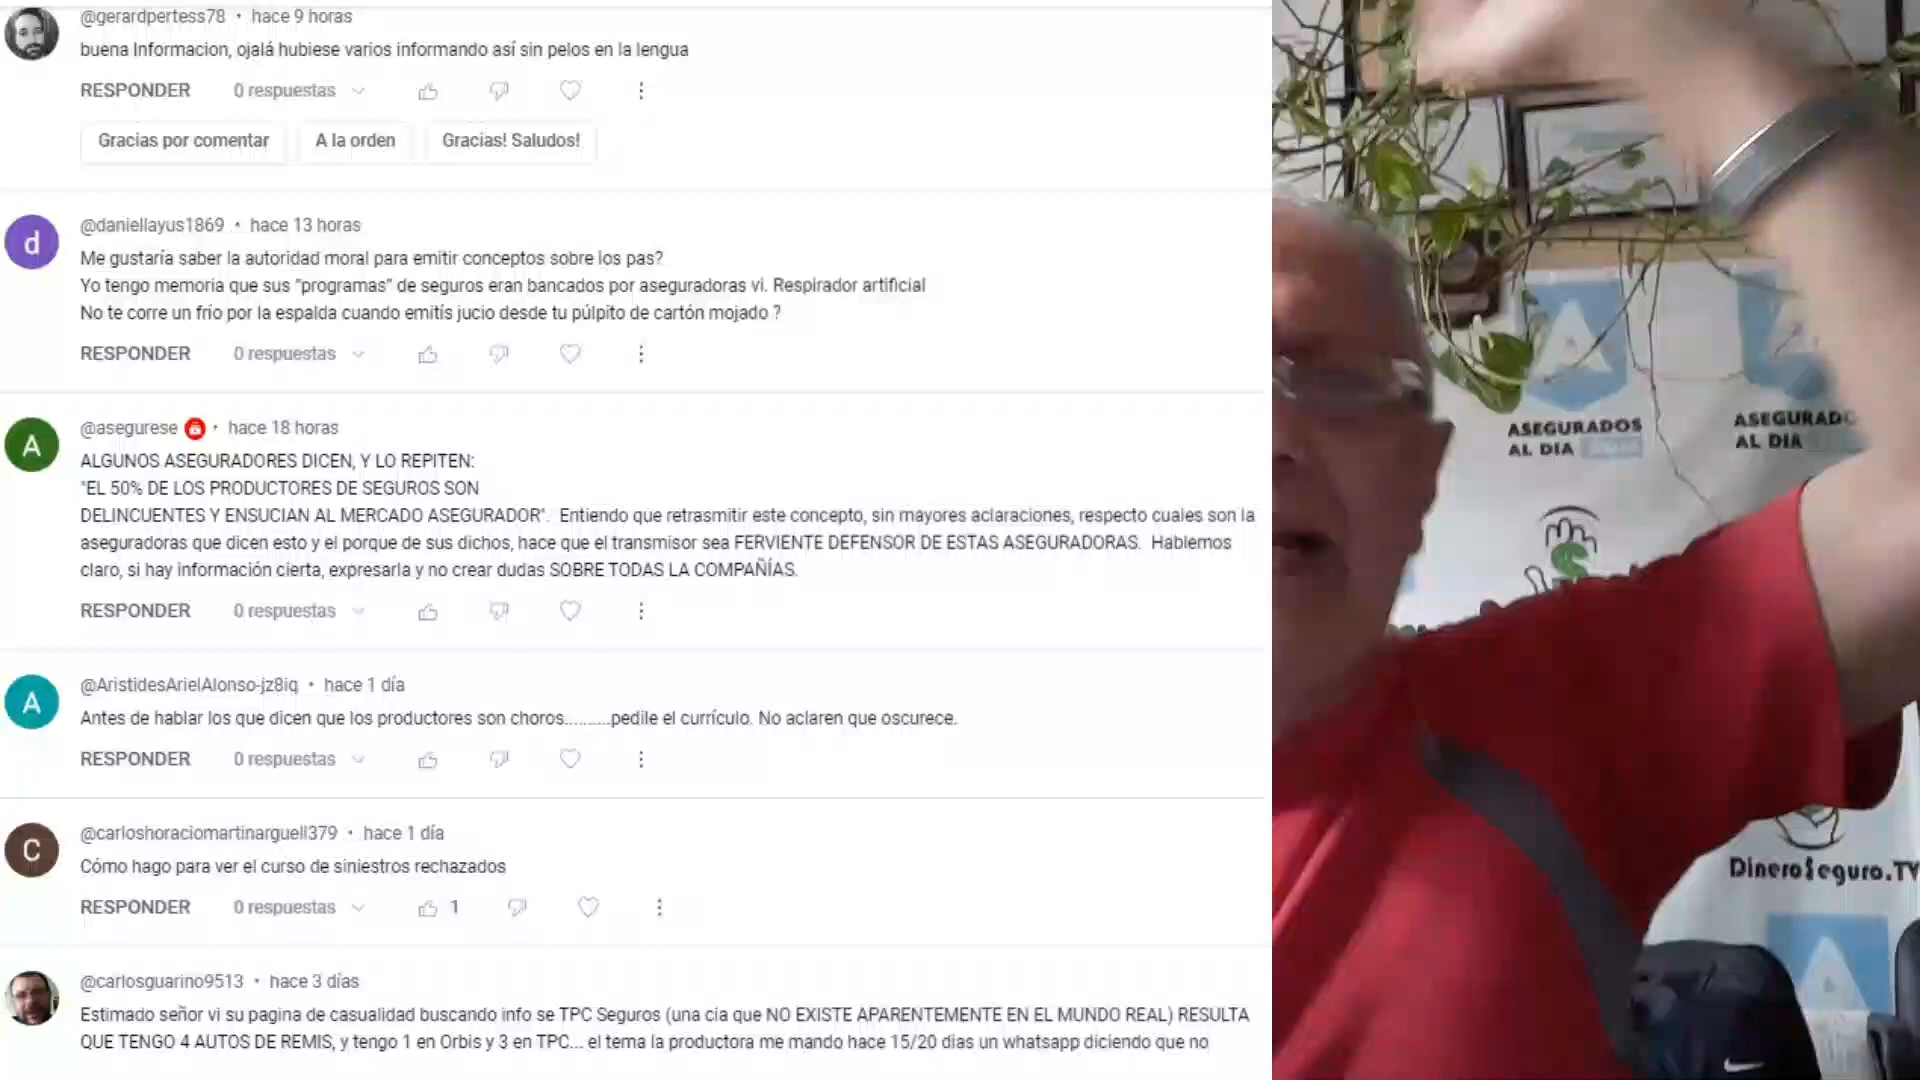 @gerardpertess78 • hace 9 horas
buena Informacion, ojalá hubiese varios informando así sin pelos en la lengua
RESPONDER 0 respuestas
Gracias por comentar A la orden Gracias! Saludos!
d
@daniellayus1869 • hace 13 horas
Me gustaría saber la autoridad moral para emitir conceptos sobre los pas?
Yo tengo memoria que sus "programas" de seguros eran bancados por aseguradoras vi. Respirador artificial
No te corre un frío por la espalda cuando emitís jucio desde tu púlpito de cartón mojado ?
RESPONDER 0 respuestas
A
@asegurese • hace 18 horas
ALGUNOS ASEGURADORES DICEN, Y LO REPITEN:
"EL 50% DE LOS PRODUCTORES DE SEGUROS SON
DELINCUENTES Y ENSUCIAN AL MERCADO ASEGURADOR". Entiendo que retrasmitir este concepto, sin mayores aclaraciones, respecto cuales son la
aseguradoras que dicen esto y el porque de sus dichos, hace que el transmisor sea FERVIENTE DEFENSOR DE ESTAS ASEGURADORAS. Hablemos
claro, si hay información cierta, expresarla y no crear dudas SOBRE TODAS LA COMPAÑÍAS.
RESPONDER 0 respuestas
A
@AristidesArielAlonso-jz8iq • hace 1 día
Antes de hablar los que dicen que los productores son choros..........pedile el currículo. No aclaren que oscurece.
RESPONDER 0 respuestas
C
@carloshoraciomartinarguell379 • hace 1 día
Cómo hago para ver el curso de siniestros rechazados
RESPONDER 0 respuestas 1
@carlosguarino9513 • hace 3 días
Estimado señor vi su pagina de casualidad buscando info se TPC Seguros (una cia que NO EXISTE APARENTEMENTE EN EL MUNDO REAL) RESULTA
QUE TENGO 4 AUTOS DE REMIS, y tengo 1 en Orbis y 3 en TPC... el tema la productora me mando hace 15/20 dias un whatsapp diciendo que no
ASEGURADOS
AL DIA
ASEGURADO
AL DIA
DineroSeguro.TV